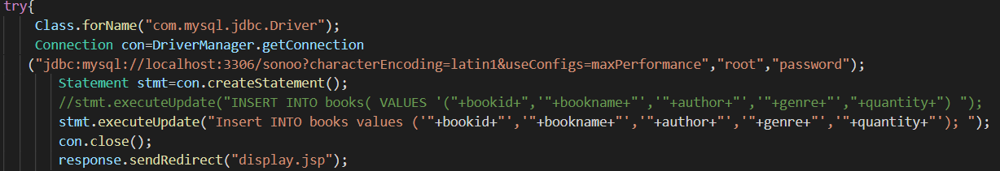 try{
Class.forName("com.mysql.jdbc.Driver");
Connection con=DriverManager.getConnection
("jdbc:mysql://localhost:3306/sonoo?characterEncoding=latin1&useConfigs=maxPerformance","root","password");
Statement stmt=con.createStatement();
//stmt.executeUpdate("INSERT INTO books( VALUES '("+bookid+",'"+bookname+"','"+author+"','"+genre+"',"+quantity+") ");
stmt.executeUpdate("Insert INTO books values ('"+bookid+"','"+bookname+"','"+author+"','"+genre+"','"+quantity+"'); ");
con.close();
response.sendRedirect("display.jsp");